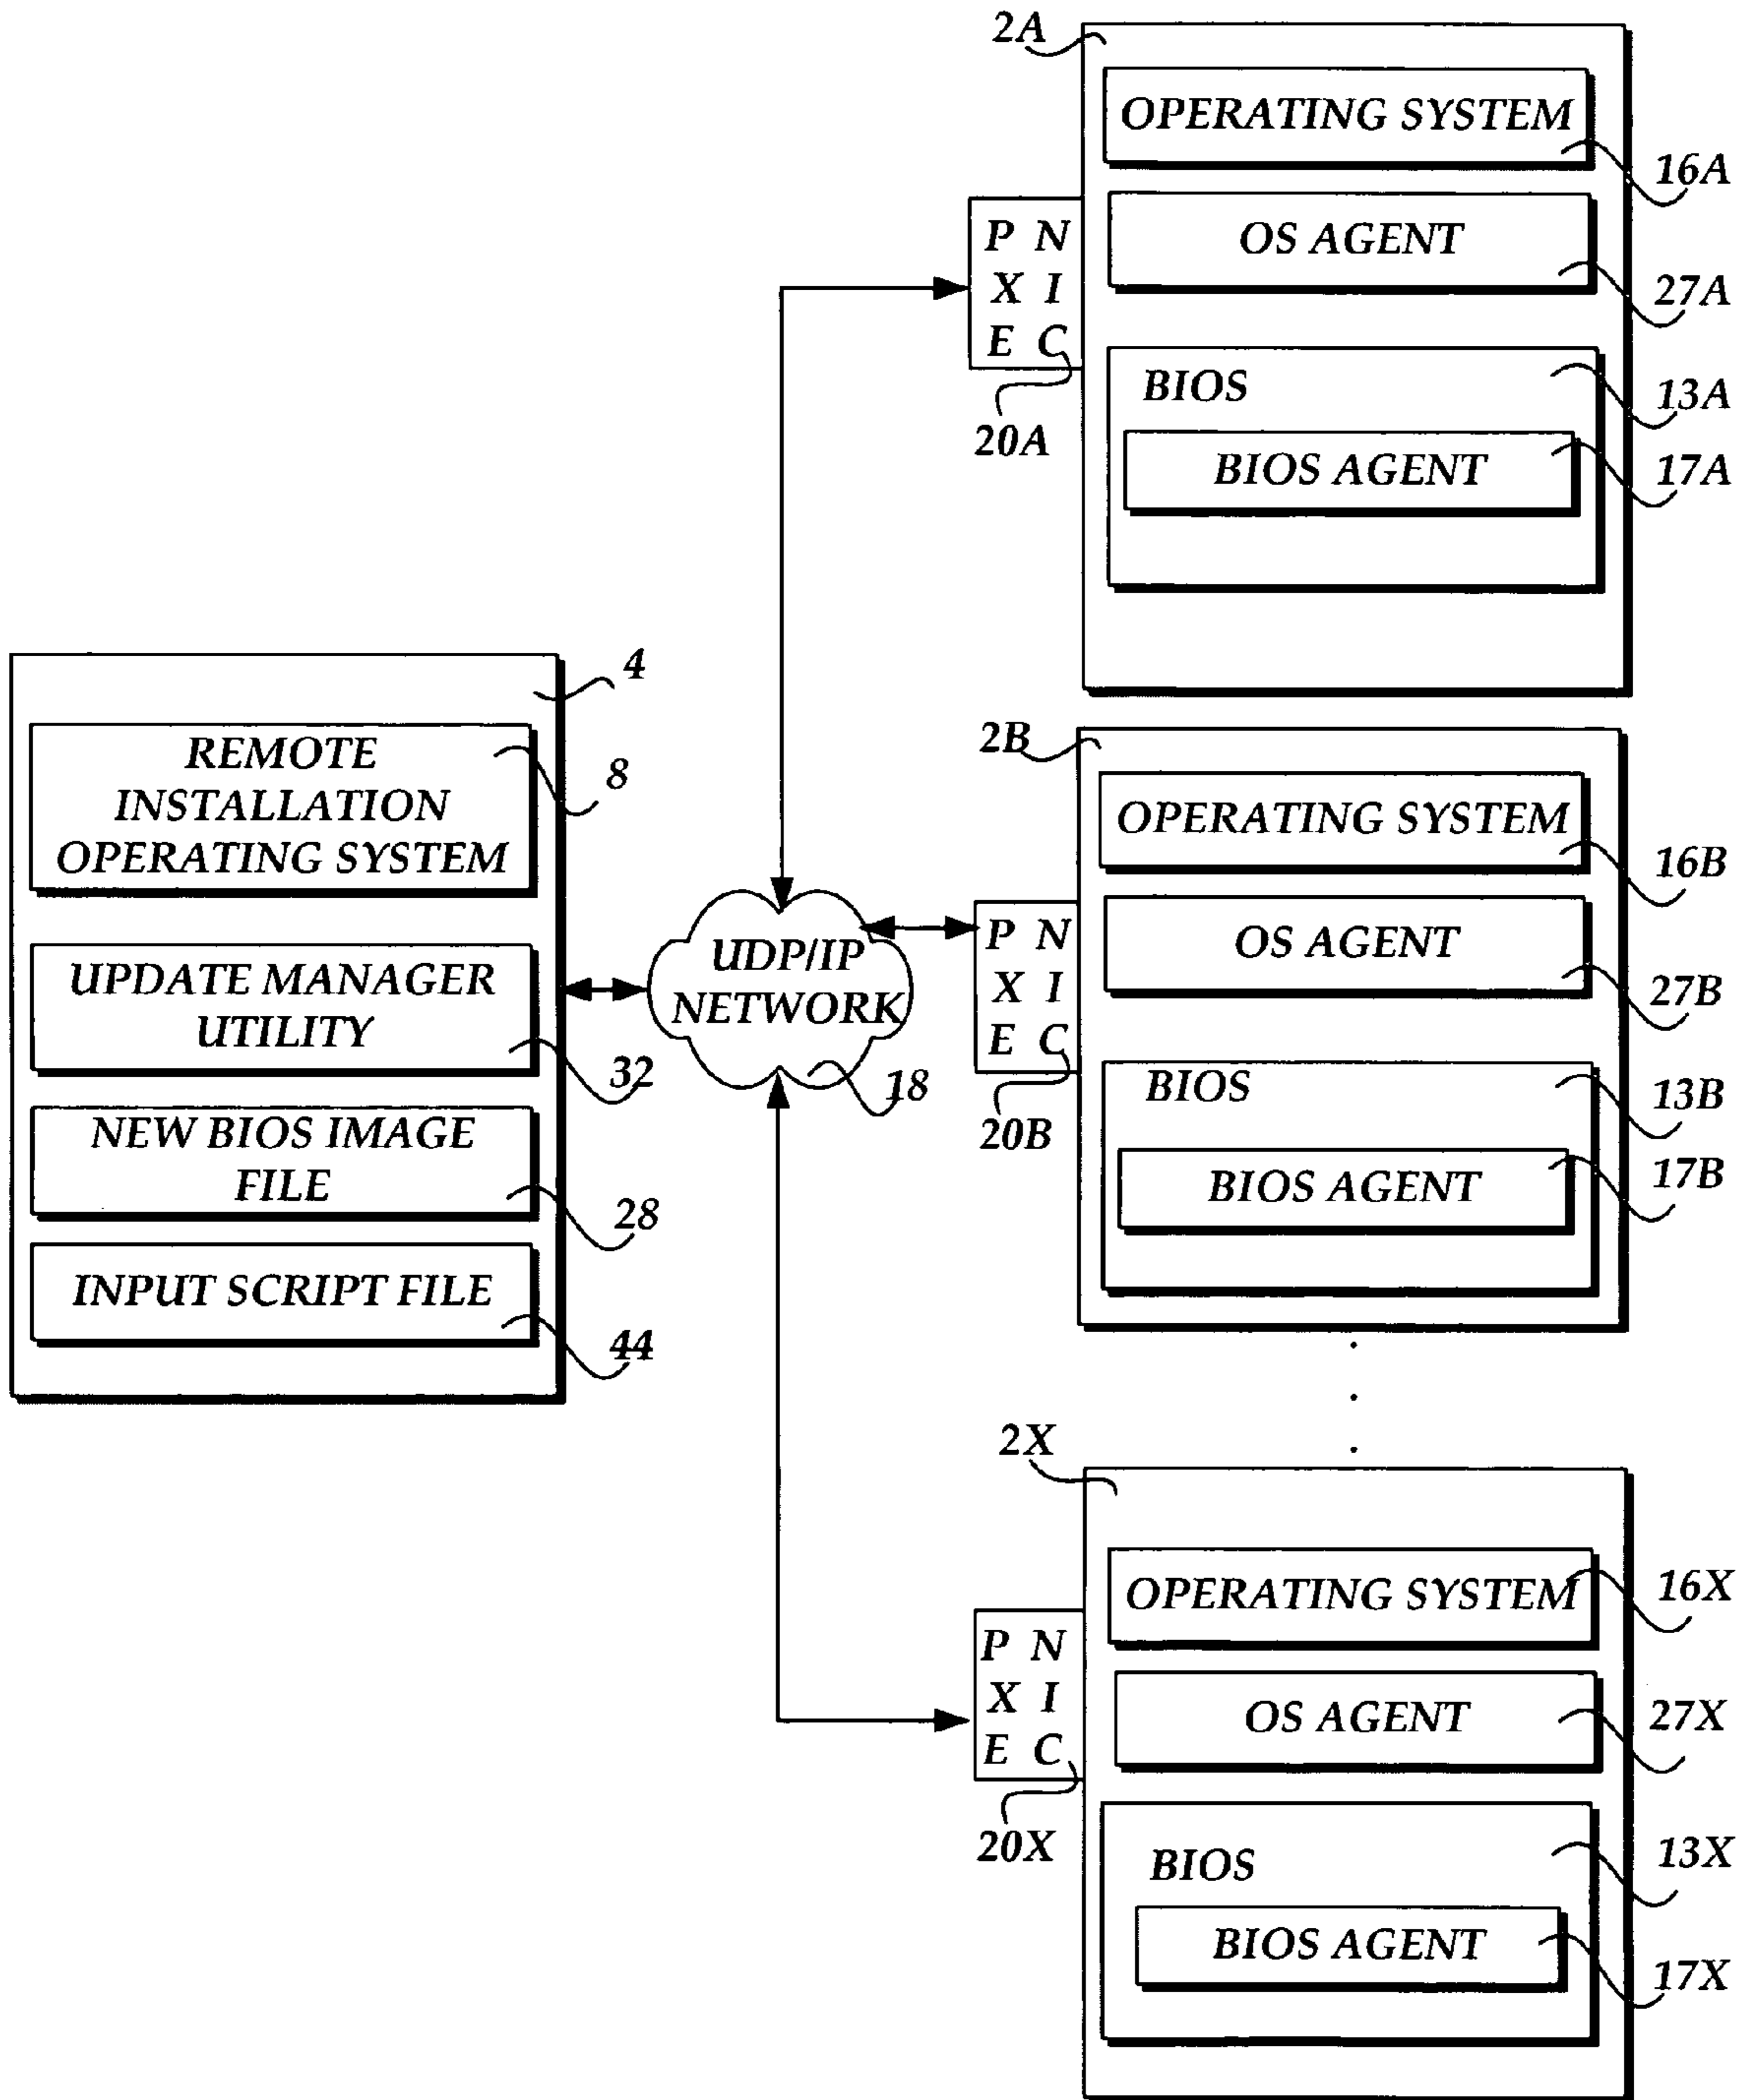 4
REMOTE
INSTALLATION
OPERATING SYSTEM
8
UPDATE MANAGER
UTILITY
32
NEW BIOS IMAGE
FILE
28
INPUT SCRIPT FILE
44
UDP/IP
NETWORK
18
2A
OPERATING SYSTEM
16A
OS AGENT
27A
P N
X I
E C
20A
BIOS
13A
BIOS AGENT
17A
2B
OPERATING SYSTEM
16B
OS AGENT
27B
P N
X I
E C
20B
BIOS
13B
BIOS AGENT
17B
2X
OPERATING SYSTEM
16X
OS AGENT
27X
P N
X I
E C
20X
BIOS
13X
BIOS AGENT
17X